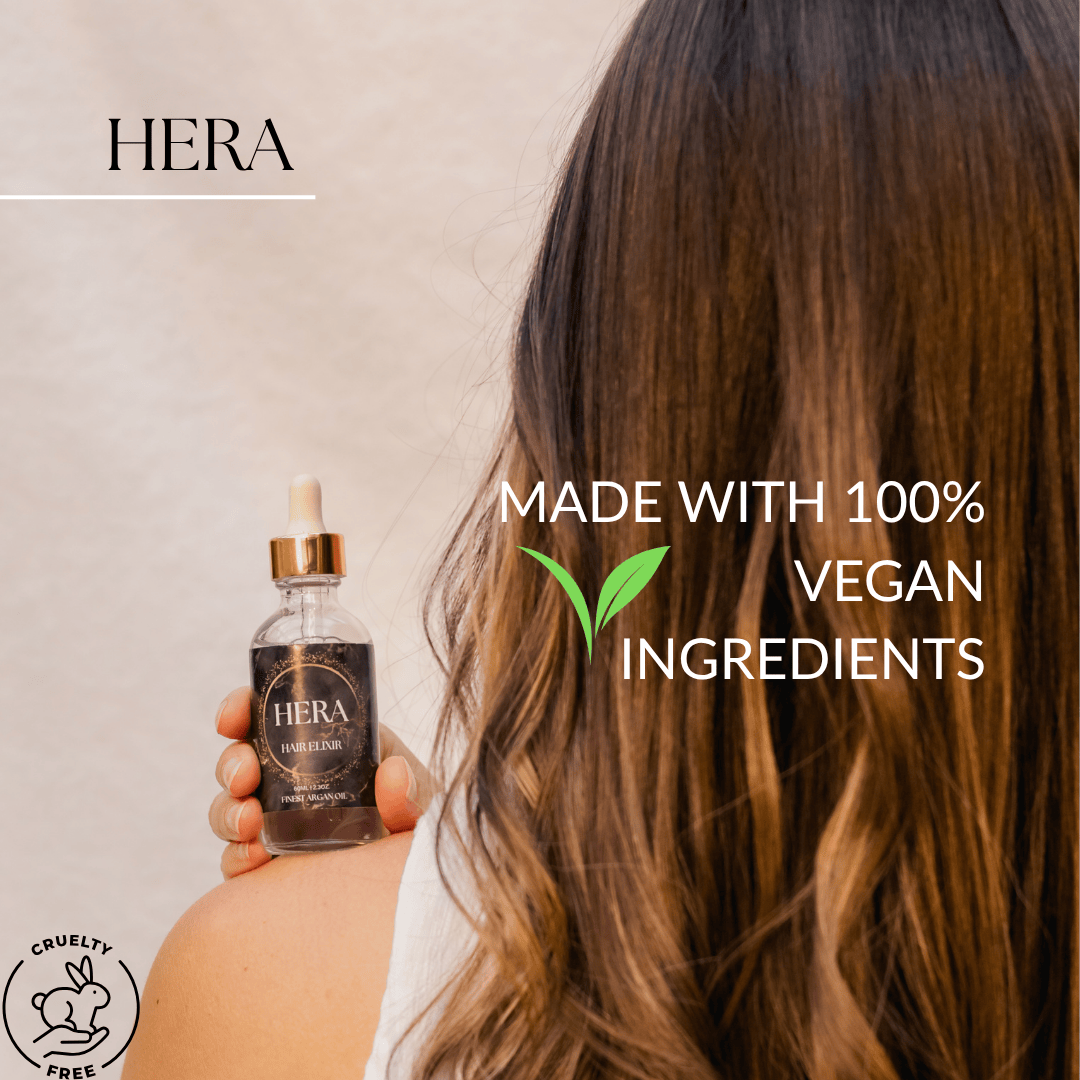 HERA
MADE WITH 100%
VEGAN
INGREDIENTS
HERA
HAIR ELIXIR
FINEST ARGAN OIL
CRUELTY
FREE